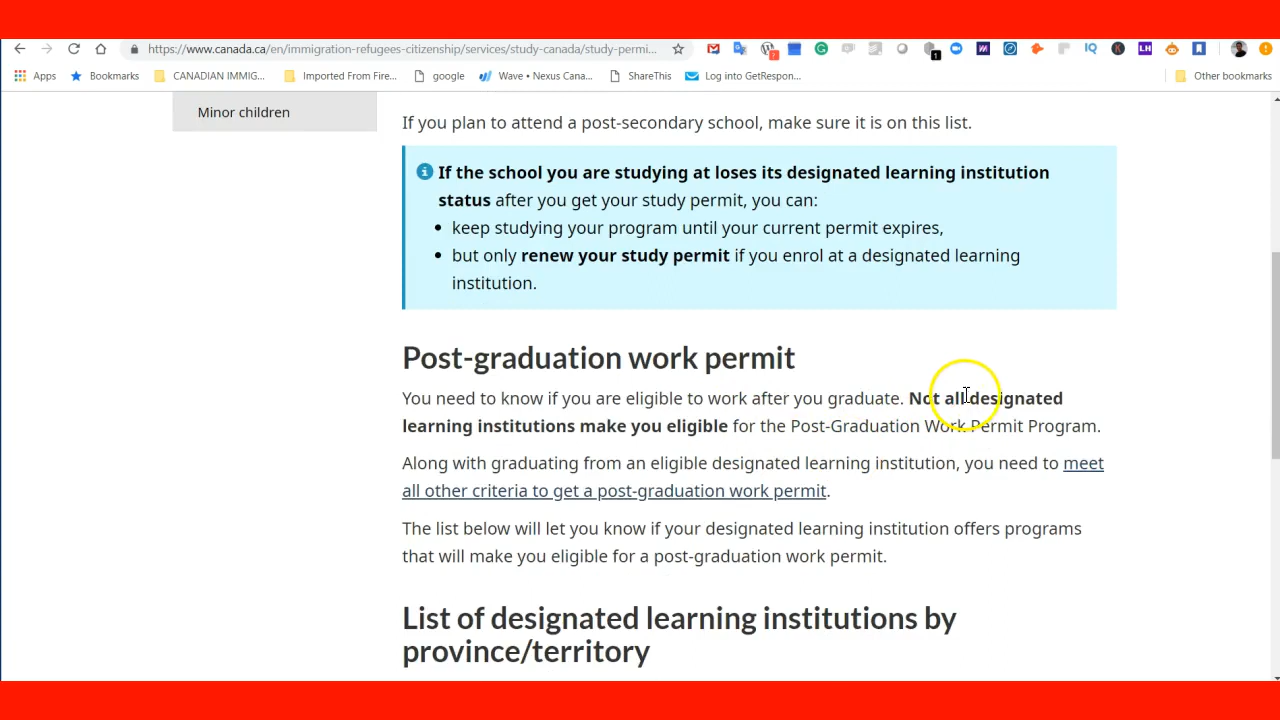 https://www.canada.ca/en/immigration-refugees-citizenship/services/study-canada/study-permi...
Apps Bookmarks CANADIAN IMMIG... Imported From Fire... google Wave • Nexus Cana... ShareThis Log into GetRespon... Other bookmarks
Minor children
If you plan to attend a post-secondary school, make sure it is on this list.
If the school you are studying at loses its designated learning institution
status after you get your study permit, you can:
• keep studying your program until your current permit expires,
• but only renew your study permit if you enrol at a designated learning
institution.
Post-graduation work permit
You need to know if you are eligible to work after you graduate. Not all designated
learning institutions make you eligible for the Post-Graduation Work Permit Program.
Along with graduating from an eligible designated learning institution, you need to meet
all other criteria to get a post-graduation work permit.
The list below will let you know if your designated learning institution offers programs
that will make you eligible for a post-graduation work permit.
List of designated learning institutions by
province/territory